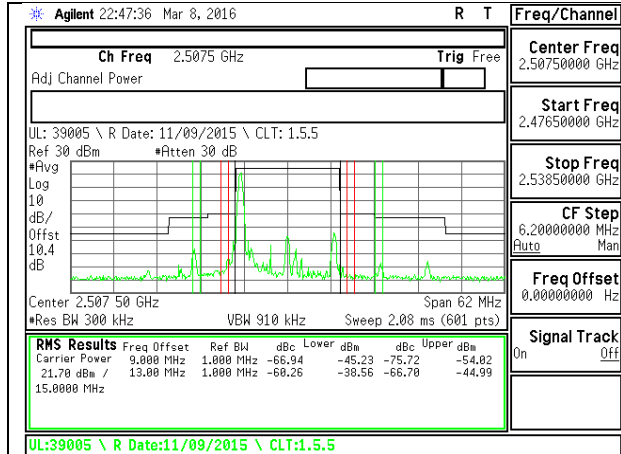 Agilent 22:47:36 Mar 8, 2016 R T
Freq/Channel
Ch Freq 2.5075 GHz Trig Free
Adj Channel Power
Center Freq
2.50750000 GHz
Start Freq
2.47650000 GHz
UL: 39005 \ R Date: 11/09/2015 \ CLT: 1.5.5
Ref 30 dBm #Atten 30 dB
#Avg
Log
10
dB/
Offst
10.4
dB
Stop Freq
2.53850000 GHz
CF Step
6.20000000 MHz
Auto Man
Freq Offset
0.00000000 Hz
Center 2.507 50 GHz Span 62 MHz
#Res BW 300 kHz VBW 910 kHz Sweep 2.08 ms (601 pts)
Signal Track
On Off
RMS Results Freq Offset Ref BW dBc Lower dBm dBc Upper dBm
Carrier Power 9.000 MHz 1.000 MHz -66.94 -45.23 -75.72 -54.02
21.70 dBm / 13.00 MHz 1.000 MHz -60.26 -38.56 -66.70 -44.99
15.0000 MHz
UL:39005 \ R Date:11/09/2015 \ CLT:1.5.5